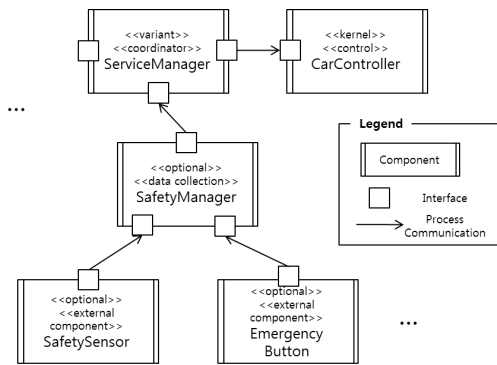 <<variant>>
<<coordinator>>
ServiceManager
<<kernel>>
<<control>>
CarController
...
Legend
Component
Interface
Process
Communication
<<optional>>
<<data collection>>
SafetyManager
<<optional>>
<<external
component>>
SafetySensor
<<optional>>
<<external
component>>
Emergency
Button
...